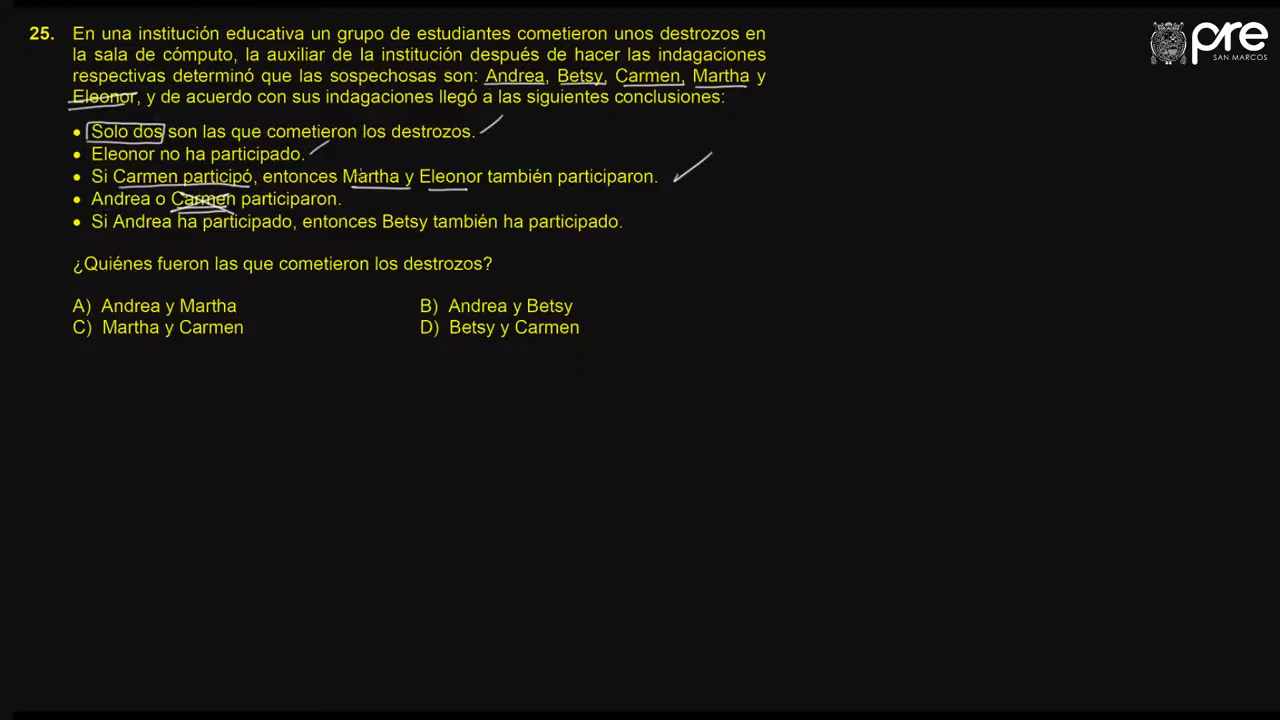 25. En una institución educativa un grupo de estudiantes cometieron unos destrozos en
la sala de cómputo, la auxiliar de la institución después de hacer las indagaciones
respectivas determinó que las sospechosas son: Andrea, Betsy, Carmen, Martha y
Eleonor, y de acuerdo con sus indagaciones llegó a las siguientes conclusiones:
• Solo dos son las que cometieron los destrozos.
• Eleonor no ha participado.
• Si Carmen participó, entonces Martha y Eleonor también participaron.
• Andrea o Carmen participaron.
• Si Andrea ha participado, entonces Betsy también ha participado.
¿Quiénes fueron las que cometieron los destrozos?
A) Andrea y Martha B) Andrea y Betsy
C) Martha y Carmen D) Betsy y Carmen
pre
SAN MARCOS